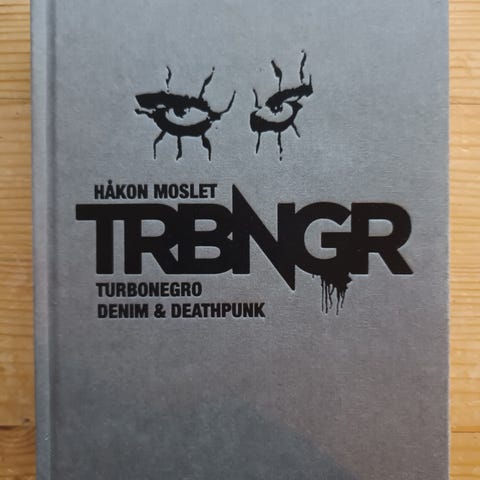 HÅKON MOSLET
TRBNGR
TURBONEGRO
DENIM & DEATHPUNK